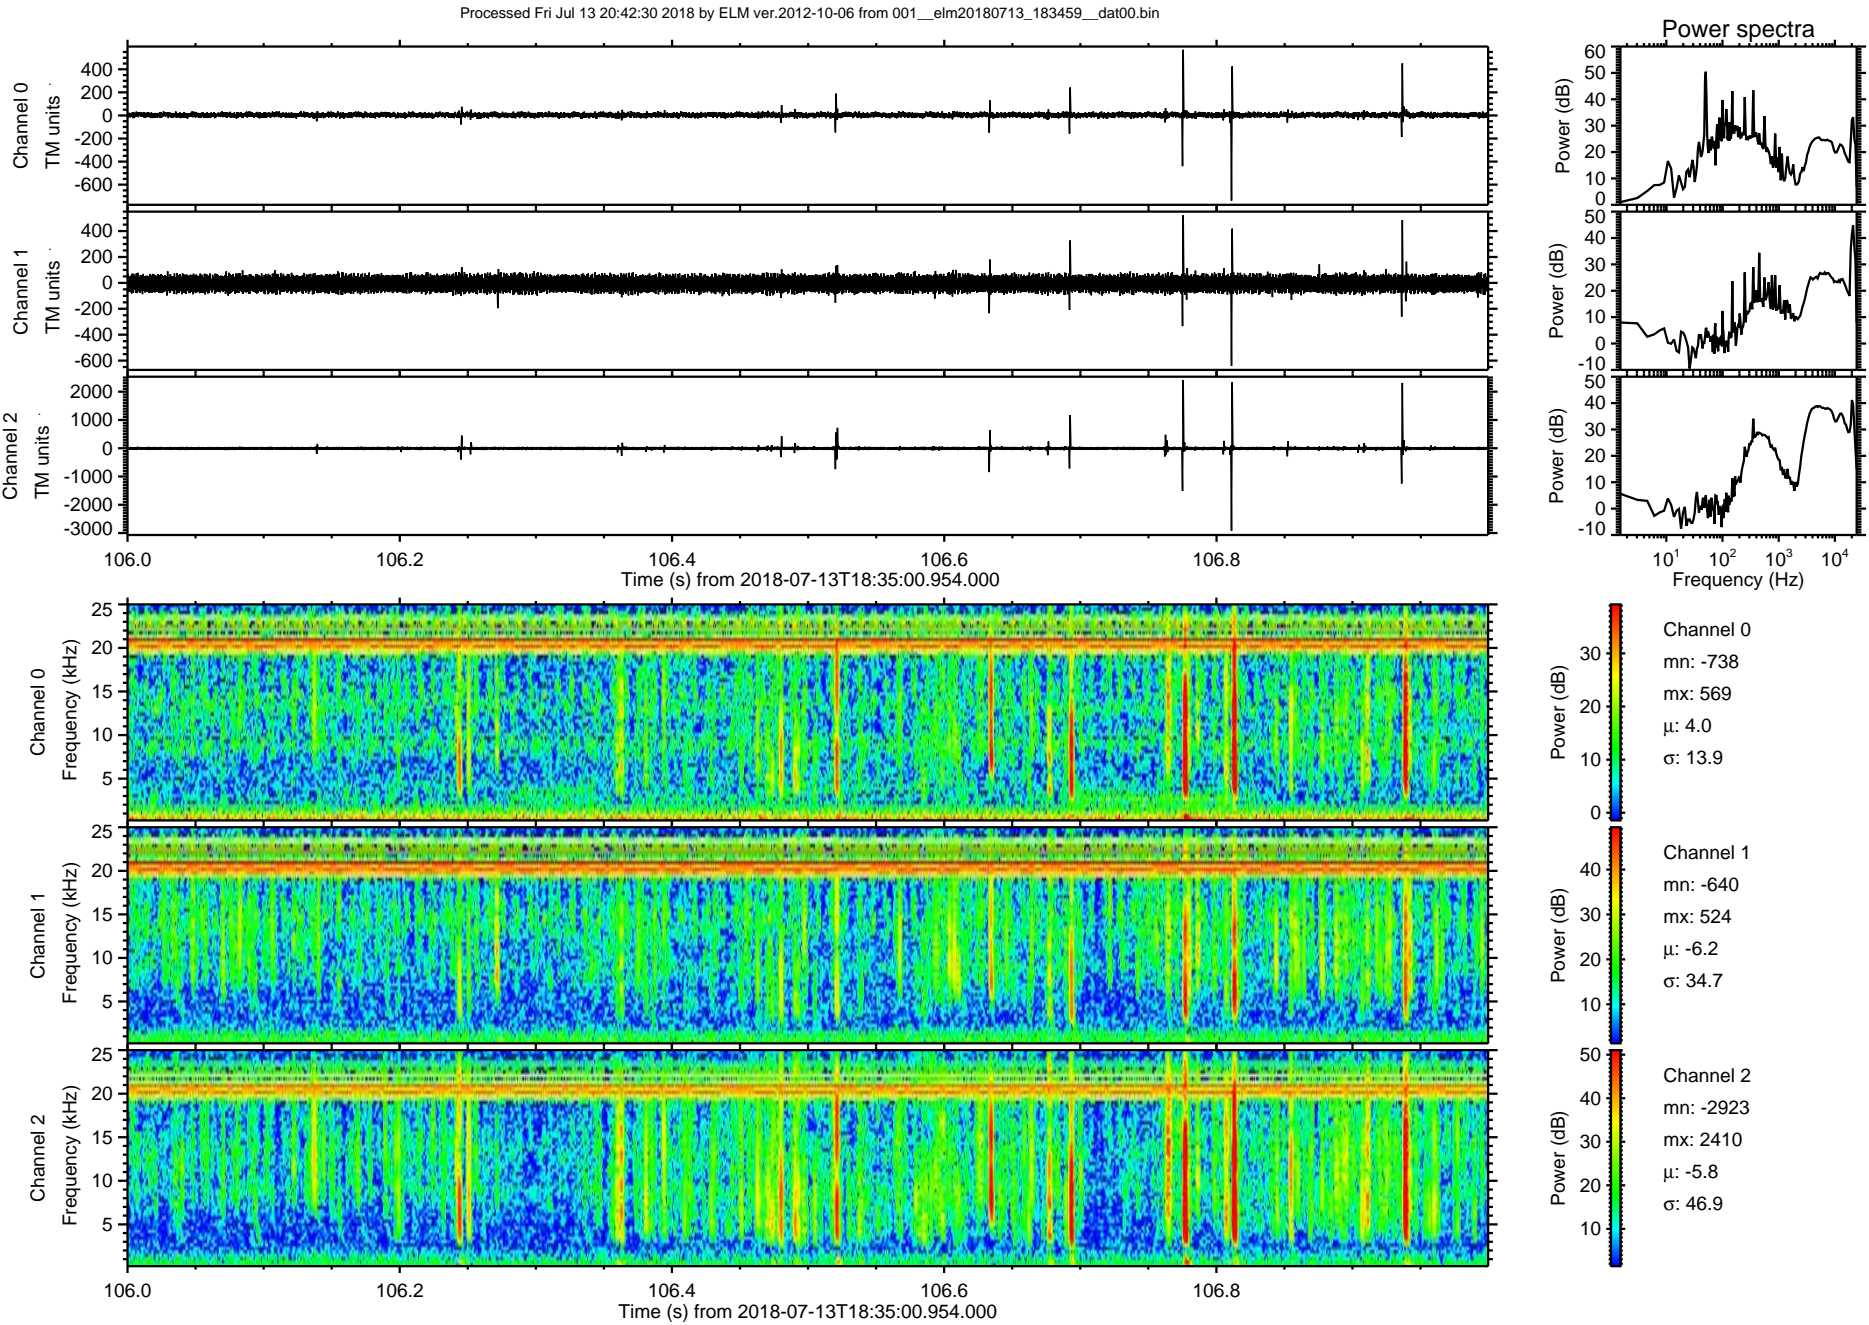 Processed Fri Jul 13 20:42:30 2018 by ELM ver.2012-10-06 from 001__elm20180713_183459__dat00.bin
Power spectra
Channel 0
TM units
400
200
0
-200
-400
-600
Power (dB)
60
50
40
30
20
10
0
Channel 1
TM units
400
200
0
-200
-400
-600
Power (dB)
50
40
30
20
10
0
-10
Channel 2
TM units
2000
1000
0
-1000
-2000
-3000
Power (dB)
50
40
30
20
10
0
-10
106.0 106.2 106.4 106.6 106.8
Time (s) from 2018-07-13T18:35:00.954.000
10¹ 10² 10³ 10⁴
Frequency (Hz)
Channel 0
Frequency (kHz)
25
20
15
10
5
Power (dB)
30
20
10
0
Channel 0
mn: -738
mx: 569
μ: 4.0
σ: 13.9
Channel 1
Frequency (kHz)
25
20
15
10
5
Power (dB)
40
30
20
10
Channel 1
mn: -640
mx: 524
μ: -6.2
σ: 34.7
Channel 2
Frequency (kHz)
25
20
15
10
5
Power (dB)
50
40
30
20
10
Channel 2
mn: -2923
mx: 2410
μ: -5.8
σ: 46.9
106.0 106.2 106.4 106.6 106.8
Time (s) from 2018-07-13T18:35:00.954.000